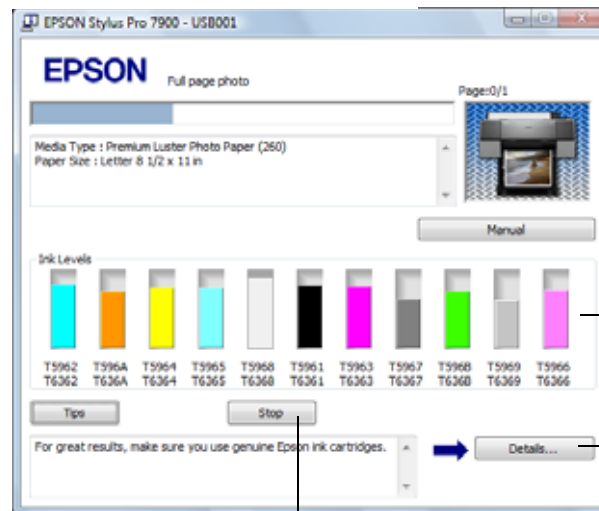 EPSON Stylus Pro 7900 - USB001
EPSON
Full page photo
Page:0/1
Media Type : Premium Luster Photo Paper (260)
Paper Size : Letter 8 1/2 x 11 in
Manual
Ink Levels
T5962 T596A T5964 T5965 T5968 T5961 T5963 T5967 T596B T5969 T5966
T6362 T636A T6364 T6365 T6368 T6361 T6363 T6367 T636B T6369 T6366
Tips
Stop
For great results, make sure you use genuine Epson ink cartridges.
Details...